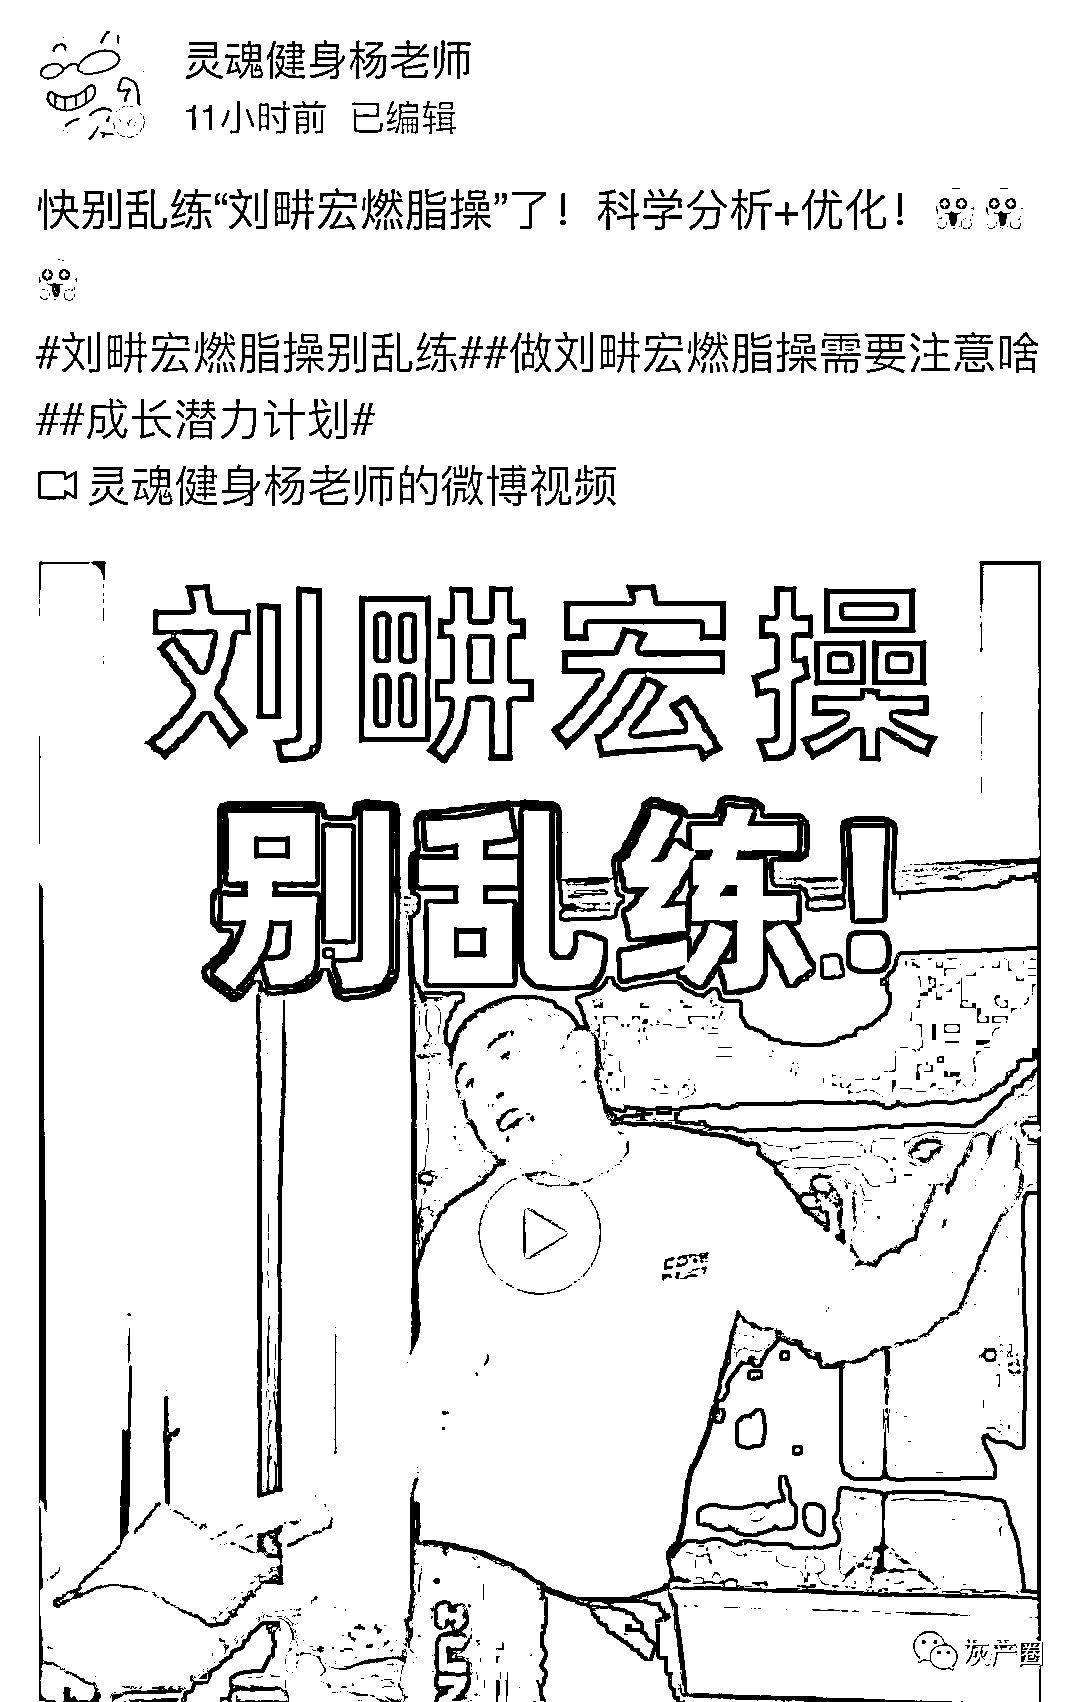 灵魂健身杨老师
11小时前 已编辑
快别乱练“刘畊宏燃脂操”了！科学分析+优化！😱😱
😱
#刘畊宏燃脂操别乱练##做刘畊宏燃脂操需要注意啥
##成长潜力计划#
灵魂健身杨老师的微博视频
刘畊宏操
别乱练!
灰产圈